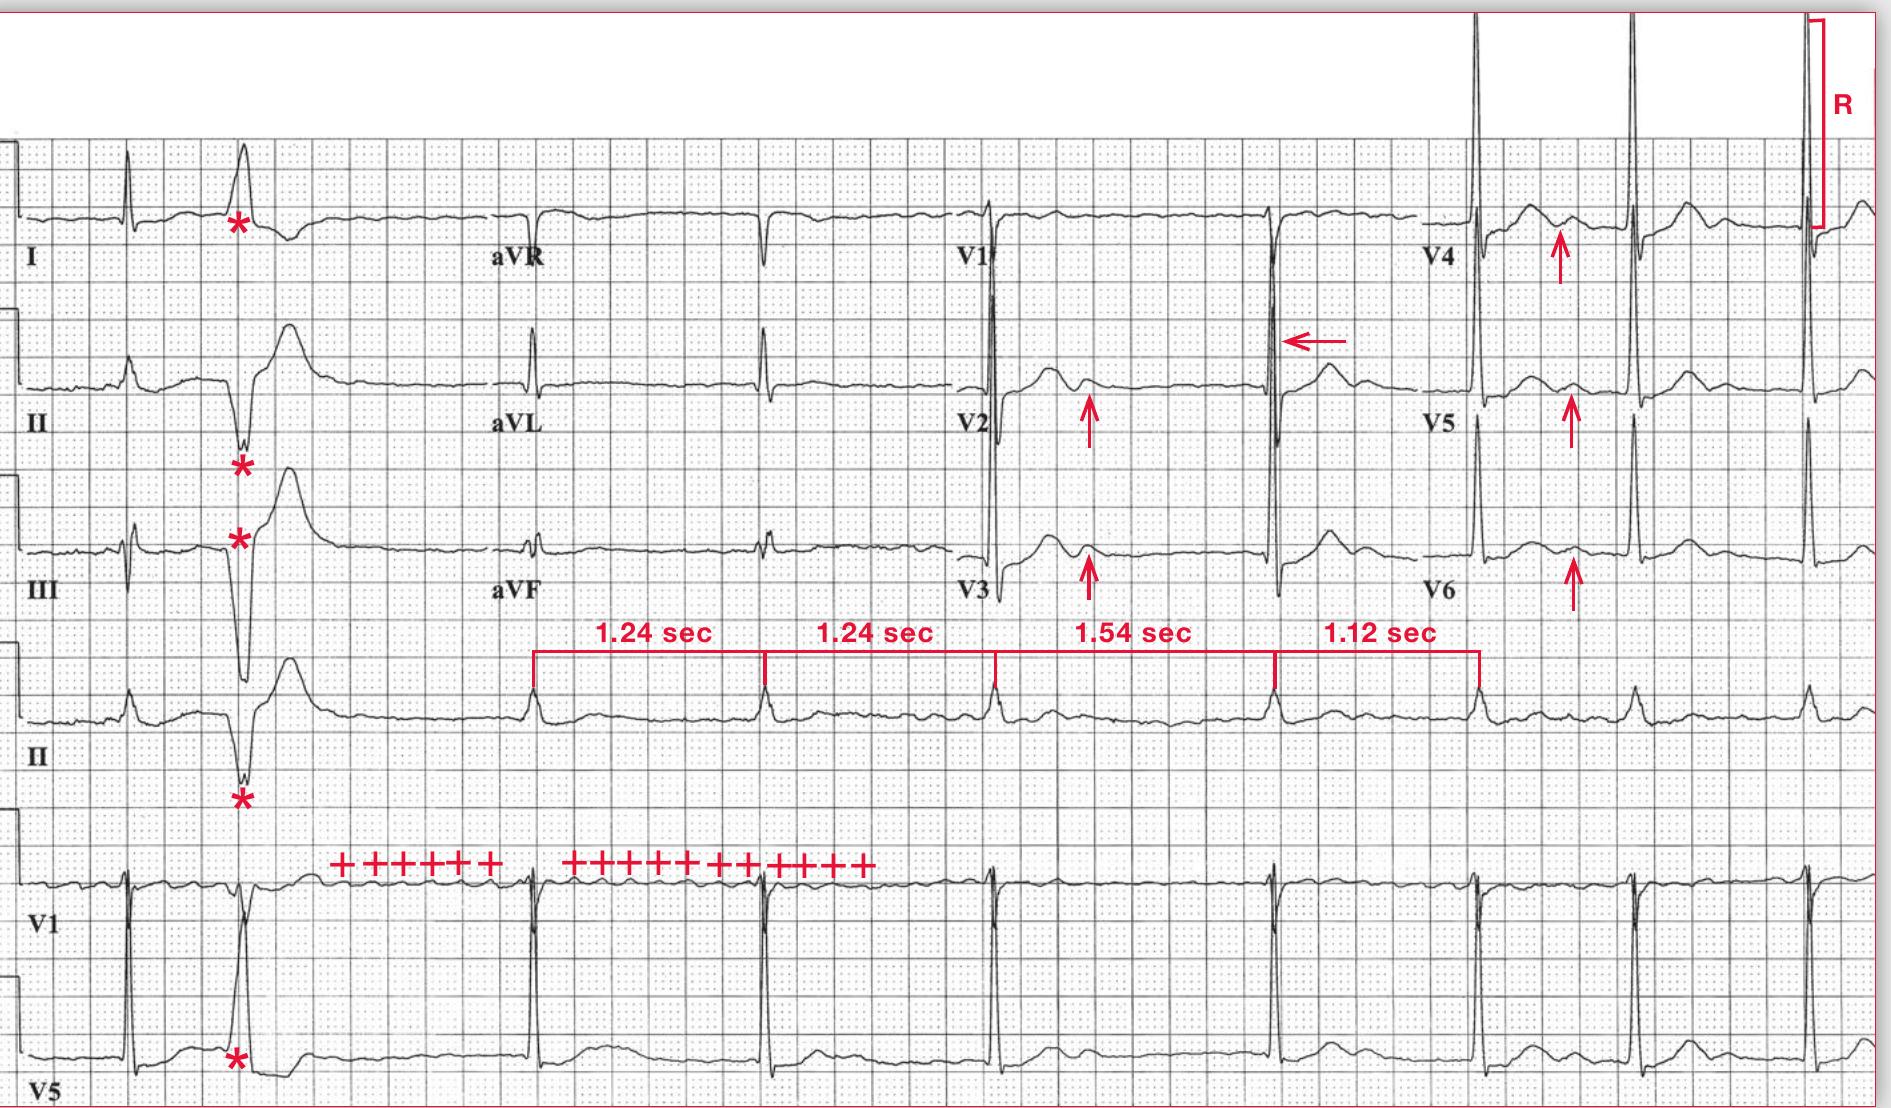 R
I aVR V1 V4
II aVL V2 V5
1.24 sec 1.24 sec 1.54 sec 1.12 sec
III aVF V3 V6
II
V1
V5